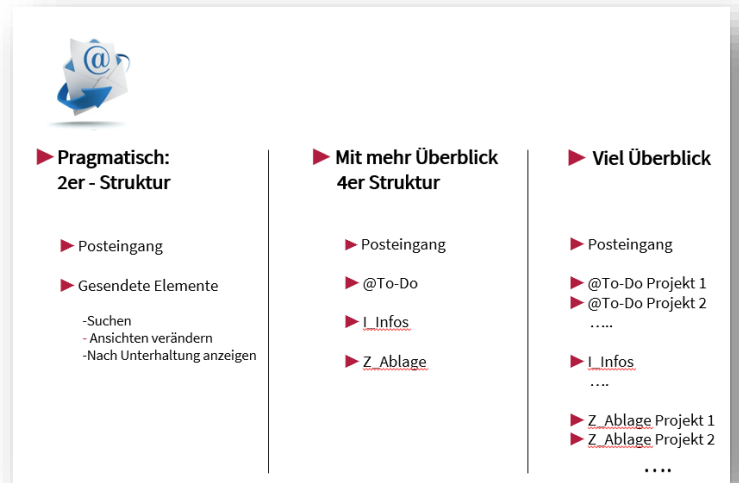 @
Pragmatisch:
2er - Struktur
Posteingang
Gesendete Elemente
-Suchen
- Ansichten verändern
-Nach Unterhaltung anzeigen
Mit mehr Überblick
4er Struktur
Posteingang
@To-Do
I_Infos
Z_Ablage
Viel Überblick
Posteingang
@To-Do Projekt 1
@To-Do Projekt 2
.....
I_Infos
....
Z_Ablage Projekt 1
Z_Ablage Projekt 2
....